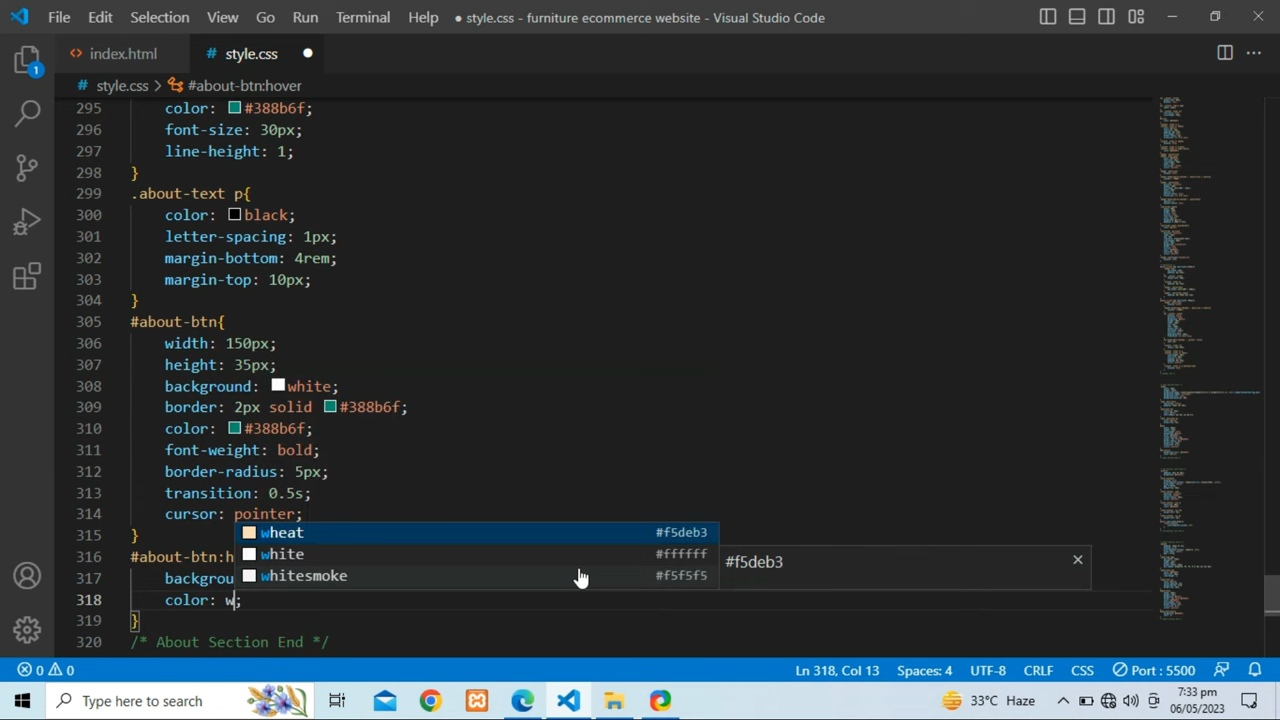 File Edit Selection View Go Run Terminal Help ● style.css - furniture ecommerce website - Visual Studio Code
<> index.html # style.css ●
# style.css > #about-btn:hover
1
295 color: #388b6f;
296 font-size: 30px;
297 line-height: 1;
298 }
299 .about-text p{
300 color: black;
301 letter-spacing: 1px;
302 margin-bottom: 4rem;
303 margin-top: 10px;
304 }
305 #about-btn{
306 width: 150px;
307 height: 35px;
308 background: white;
309 border: 2px solid #388b6f;
310 color: #388b6f;
311 font-weight: bold;
312 border-radius: 5px;
313 transition: 0.5s;
314 cursor: pointer;
315 }
316 #about-btn:h
317 backgrou
318 color: w;
319 }
320 /* About Section End */
wheat #f5deb3
white #ffffff
whitesmoke #f5f5f5
#f5deb3
0 0 Ln 318, Col 13 Spaces: 4 UTF-8 CRLF CSS Port : 5500
Type here to search 33°C Haze 7:33 pm
06/05/2023